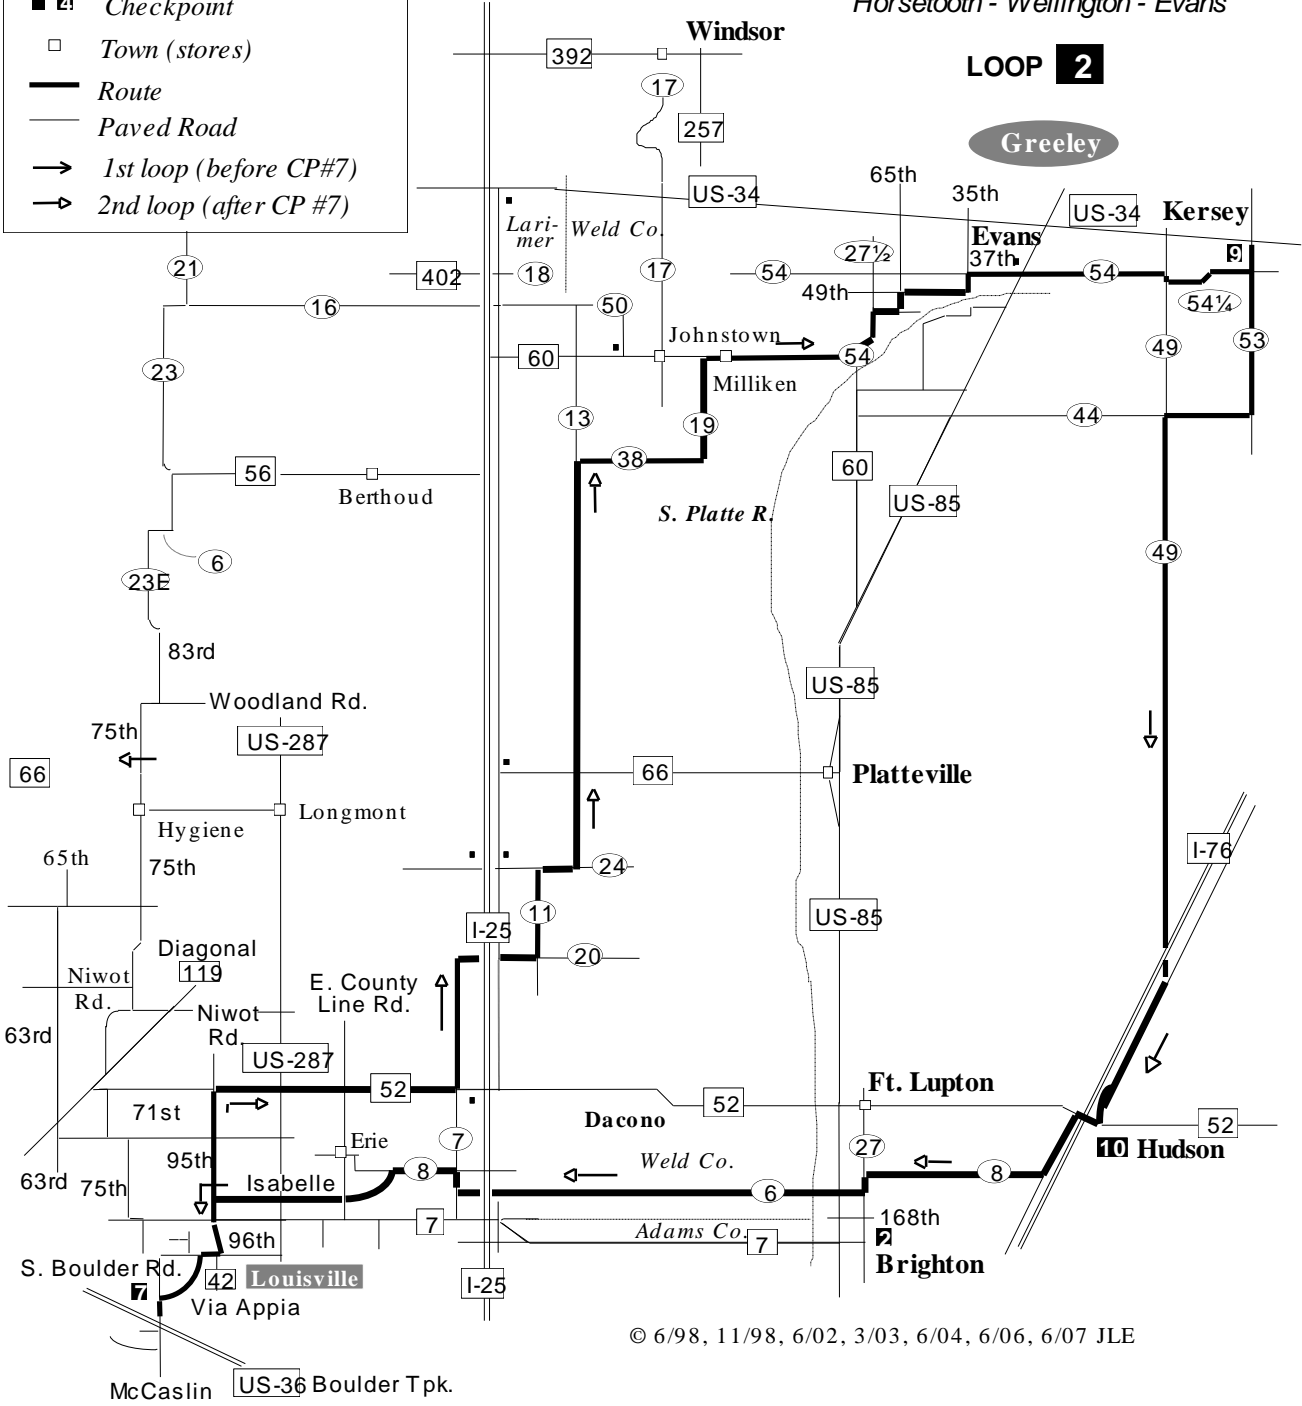 4 Checkpoint
Horsetooth - Wellington - Evans
Town (stores)
Route
Paved Road
1st loop (before CP#7)
2nd loop (after CP #7)
LOOP 2
Windsor
392
17
257
Greeley
65th
35th
US-34
US-34
Kersey
Lari-
mer
Weld Co.
Evans
37th
9
27½
21
402
18
17
54
54
49th
54¼
16
50
Johnstown
60
54
49
53
23
Milliken
13
19
44
38
56
60
Berthoud
US-85
S. Platte R.
6
49
23E
83rd
US-85
Woodland Rd.
75th
US-287
66
66
Platteville
Hygiene
Longmont
I-76
65th
75th
24
11
US-85
I-25
Diagonal
119
20
Niwot
Rd.
E. County
Line Rd.
Niwot
Rd.
63rd
US-287
52
Ft. Lupton
71st
52
Dacono
52
7
Erie
27
10 Hudson
95th
8
Weld Co.
8
63rd
75th
Isabelle
6
7
168th
96th
Adams Co.
7
2
Brighton
S. Boulder Rd.
7
42
Louisville
I-25
Via Appia
© 6/98, 11/98, 6/02, 3/03, 6/04, 6/06, 6/07 JLE
McCaslin
US-36 Boulder Tpk.